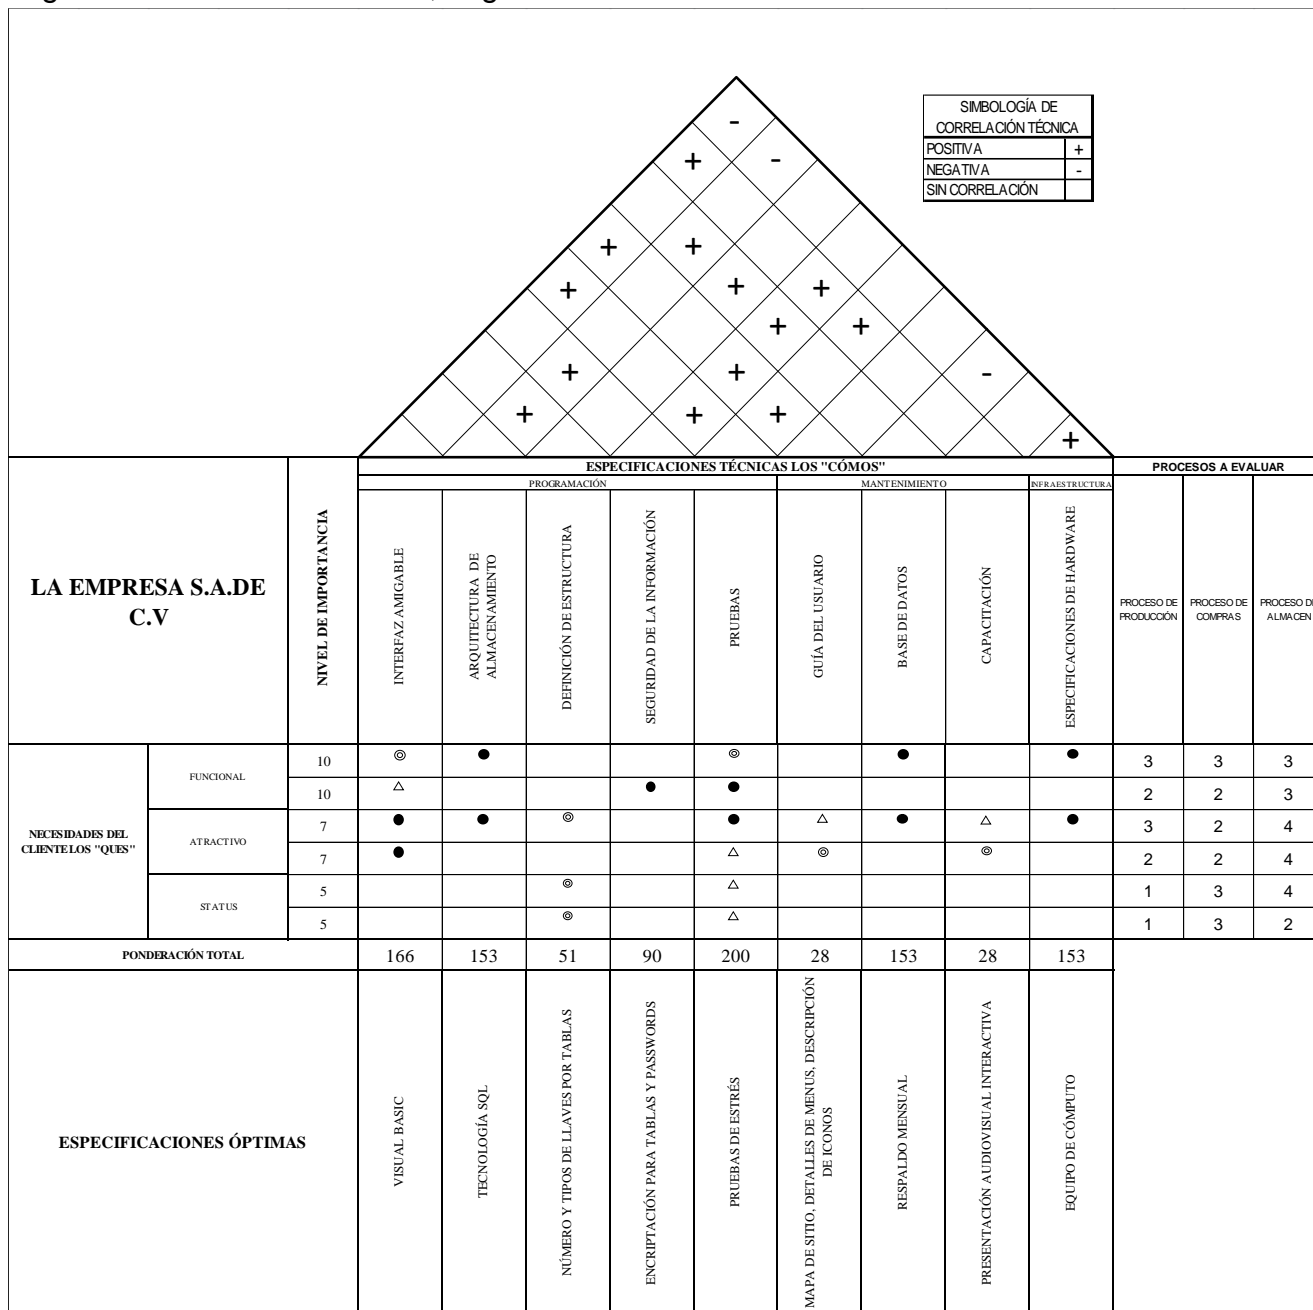 SIMBOLOGÍA DE
CORRELACIÓN TÉCNICA
POSITIVA +
NEGATIVA -
SIN CORRELACIÓN
-
+ -
+ +
+ + +
+ +
+ + -
+ + +
+
ESPECIFICACIONES TÉCNICAS LOS "CÓMOS"
PROCESOS A EVALUAR
PROGRAMACIÓN
MANTENIMIENTO
INFRAESTRUCTURA
LA EMPRESA S.A.DE
C.V
NIVEL DE IMPORTANCIA
INTERFAZ AMIGABLE
ARQUITECTURA DE
ALMACENAMIENTO
DEFINICIÓN DE ESTRUCTURA
SEGURIDAD DE LA INFORMACIÓN
PRUEBAS
GUÍA DEL USUARIO
BASE DE DATOS
CAPACITACIÓN
ESPECIFICACIONES DE HARDWARE
PROCESO DE
PRODUCCIÓN
PROCESO DE
COMPRAS
PROCESO DE
ALMACEN
NECESIDADES DEL
CLIENTE LOS "QUES"
FUNCIONAL
10 ◎ ● ◎ ● ● 3 3 3
10 △ ● ● 2 2 3
ATRACTIVO
7 ● ● ◎ ● △ ● △ ● 3 2 4
7 ● △ ◎ ◎ 2 2 4
STATUS
5 ◎ △ 1 3 4
5 ◎ △ 1 3 2
PONDERACIÓN TOTAL 166 153 51 90 200 28 153 28 153
ESPECIFICACIONES ÓPTIMAS
VISUAL BASIC
TECNOLOGÍA SQL
NÚMERO Y TIPOS DE LLAVES POR TABLAS
ENCRIPTACIÓN PARA TABLAS Y PASSWORDS
PRUEBAS DE ESTRÉS
MAPA DE SITIO, DETALLES DE MENUS, DESCRIPCIÓN
DE ICONOS
RESPALDO MENSUAL
PRESENTACIÓN AUDIOVISUAL INTERACTIVA
EQUIPO DE CÓMPUTO